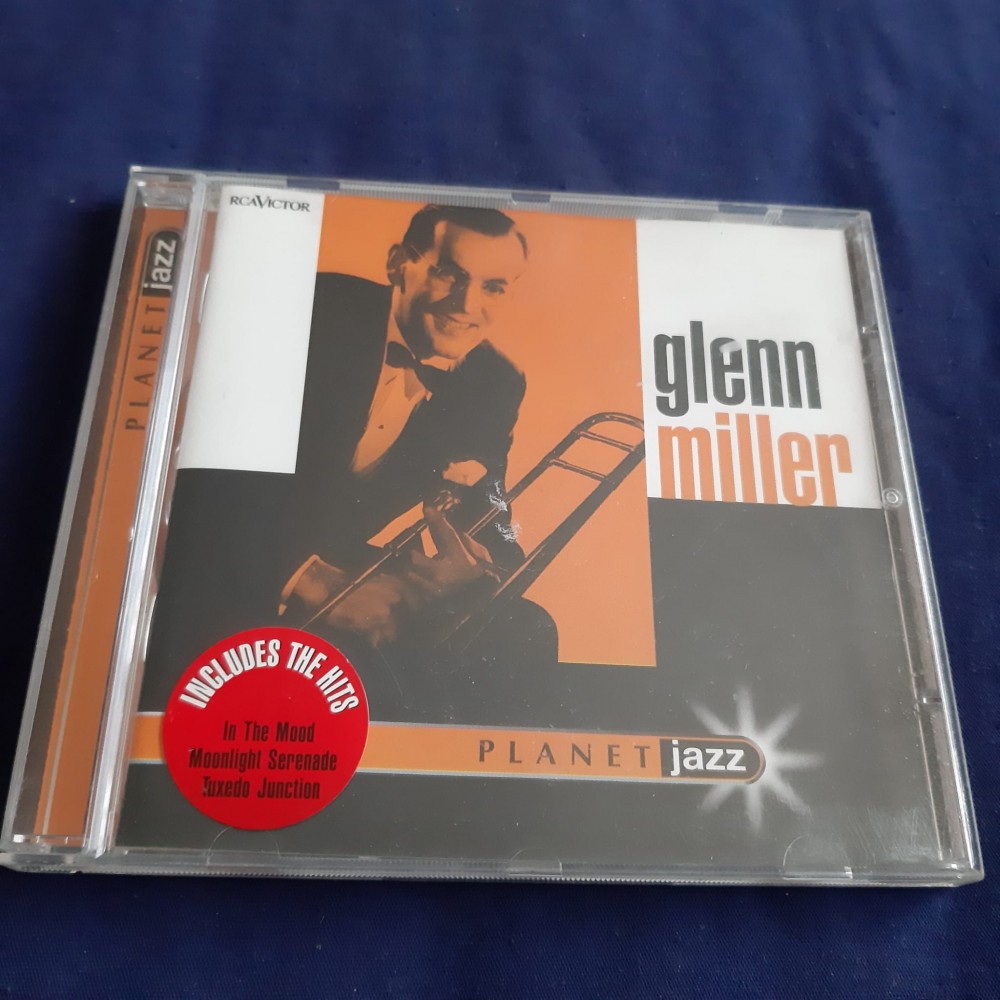 RCAVICTOR
PLANET jazz
glenn
miller
INCLUDES THE HITS
In The Mood
Moonlight Serenade
Tuxedo Junction
PLANET jazz